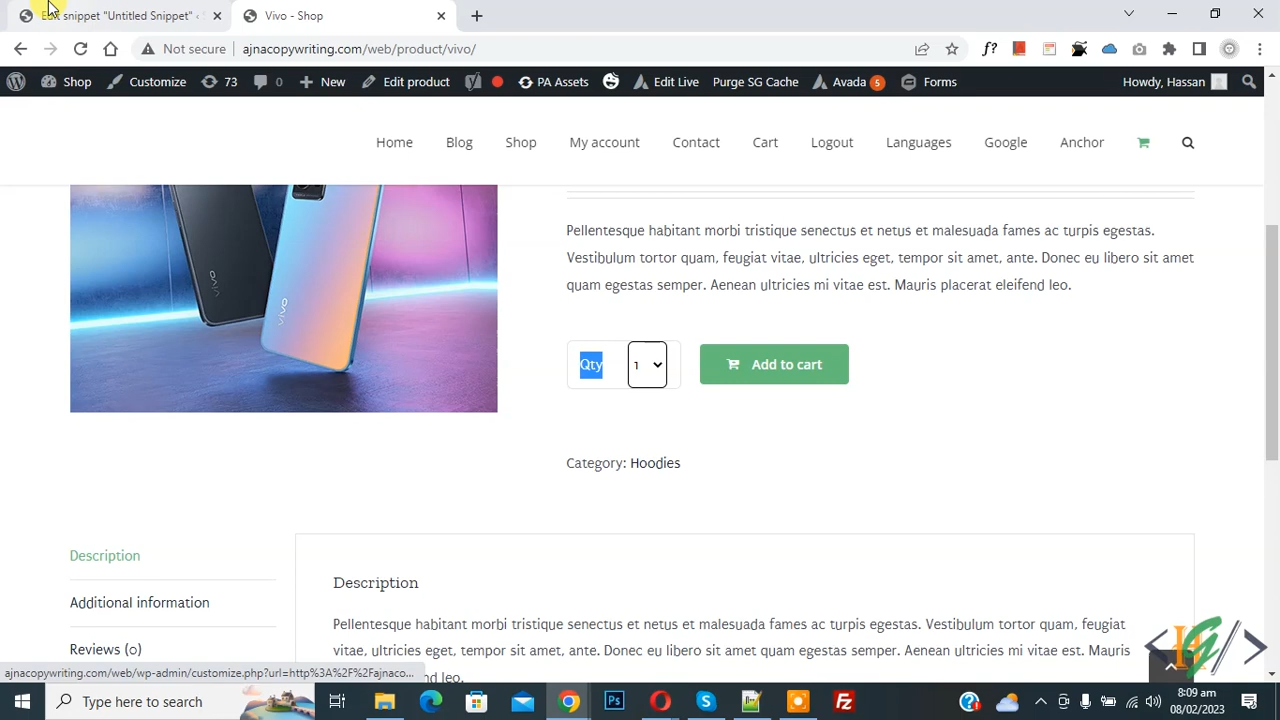 Edit snippet "Untitled Snippet" ‹
Vivo - Shop
Not secure
ajnacopywriting.com/web/product/vivo/
Shop
Customize
73
0
New
Edit product
PA Assets
Edit Live
Purge SG Cache
Avada 5
Forms
Howdy, Hassan
Home
Blog
Shop
My account
Contact
Cart
Logout
Languages
Google
Anchor
vivo
vivo
Pellentesque habitant morbi tristique senectus et netus et malesuada fames ac turpis egestas.
Vestibulum tortor quam, feugiat vitae, ultricies eget, tempor sit amet, ante. Donec eu libero sit amet
quam egestas semper. Aenean ultricies mi vitae est. Mauris placerat eleifend leo.
Qty
1
Add to cart
Category: Hoodies
Description
Additional information
Reviews (0)
Description
Pellentesque habitant morbi tristique senectus et netus et malesuada fames ac turpis egestas. Vestibulum tortor quam, feugiat
vitae, ultricies eget, tempor sit amet, ante. Donec eu libero sit amet quam egestas semper. Aenean ultricies mi vitae est. Mauris
placerat eleifend leo.
ajnacopywriting.com/web/wp-admin/customize.php?url=http%3A%2F%2Fajnaco...
Type here to search
8:09 am
08/02/2023